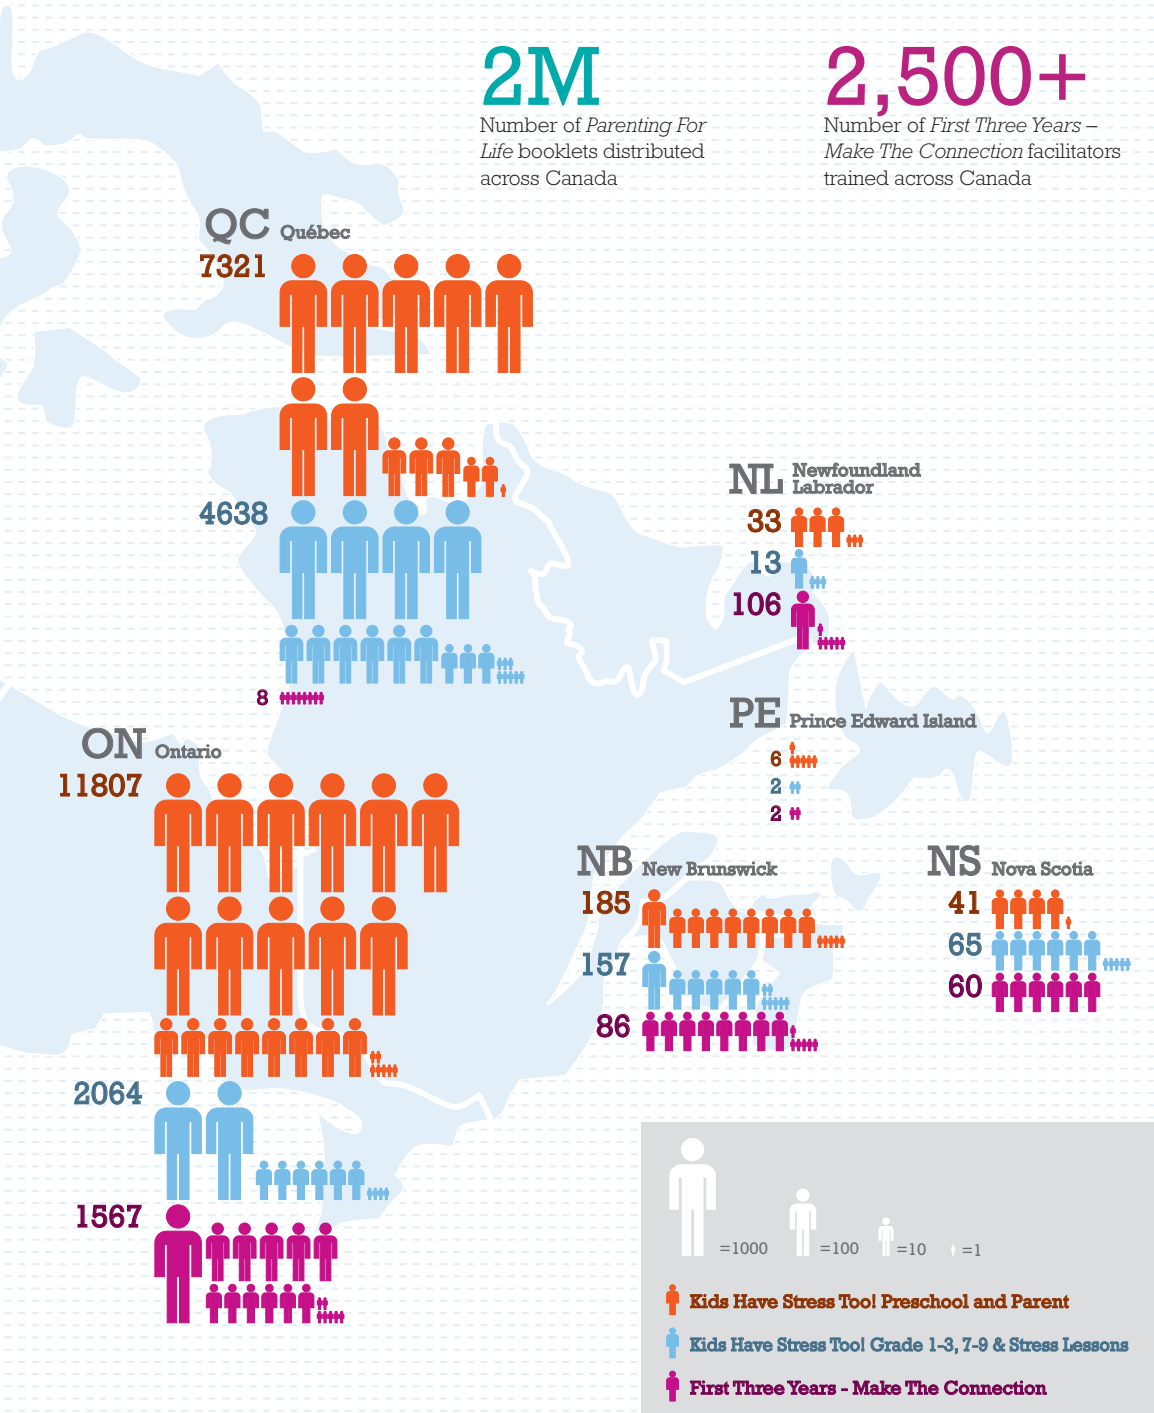 2M
Number of Parenting For
Life booklets distributed
across Canada
2,500+
Number of First Three Years –
Make The Connection facilitators
trained across Canada
QC Québec
7321
4638
8
NL Newfoundland
Labrador
33
13
106
PE Prince Edward Island
6
2
2
ON Ontario
11807
2064
1567
NB New Brunswick
185
157
86
NS Nova Scotia
41
65
60
=1000 =100 =10 =1
Kids Have Stress Too! Preschool and Parent
Kids Have Stress Too! Grade 1-3, 7-9 & Stress Lessons
First Three Years - Make The Connection